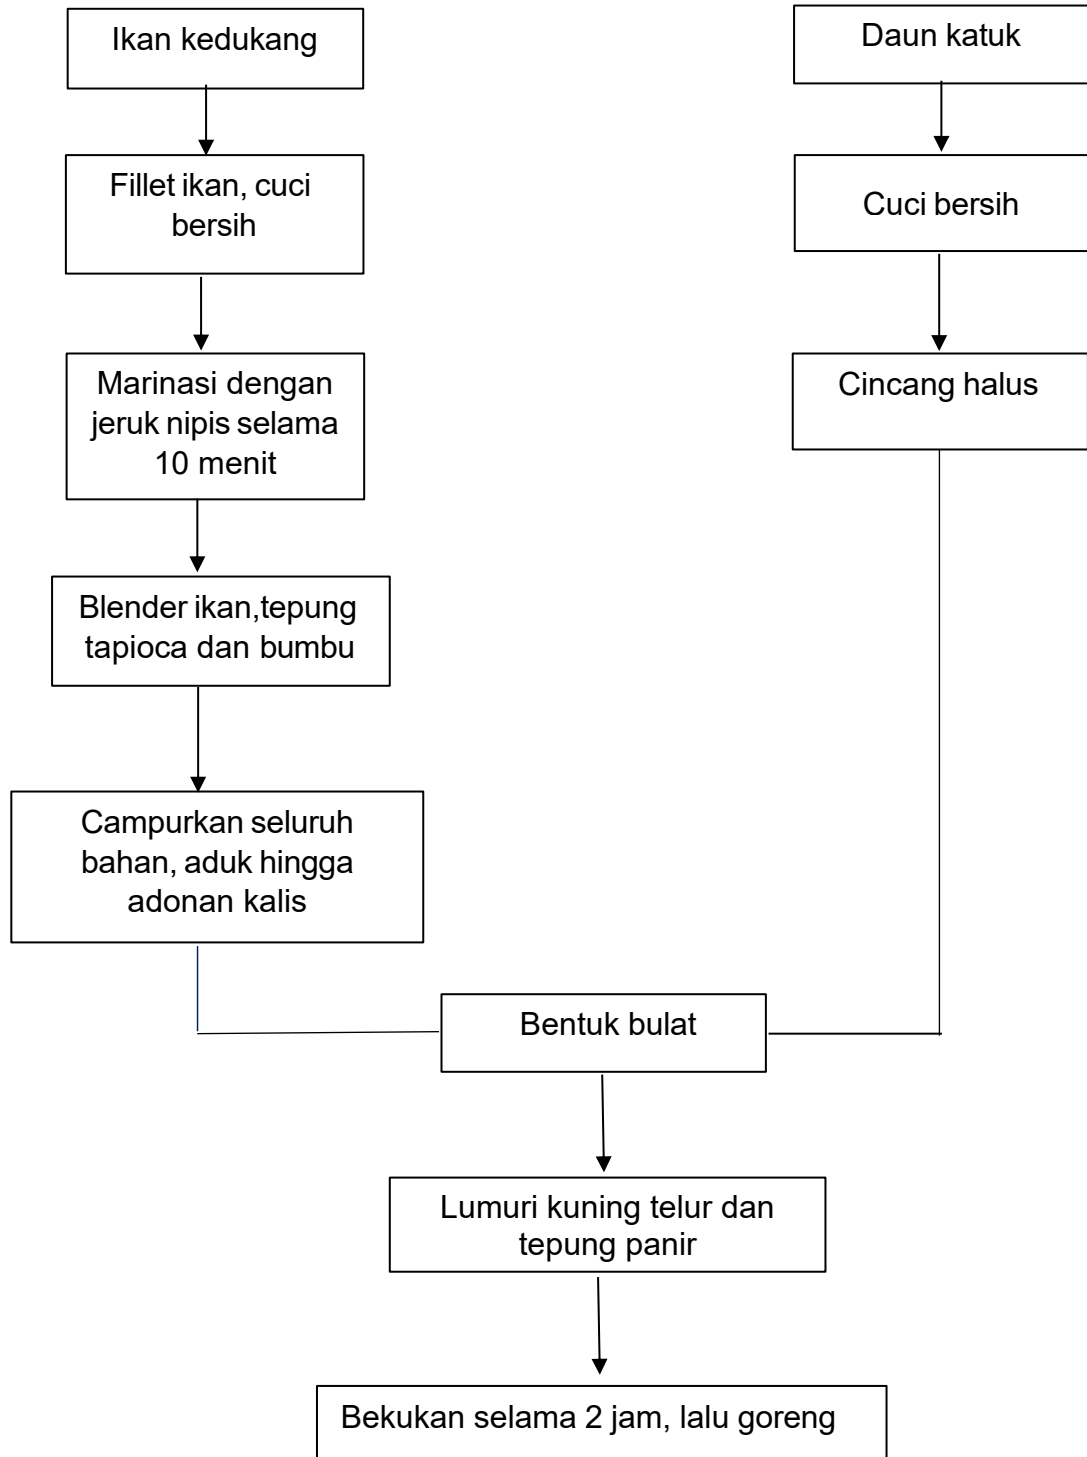 Ikan kedukang
Daun katuk
Fillet ikan, cuci
bersih
Cuci bersih
Marinasi dengan
jeruk nipis selama
10 menit
Cincang halus
Blender ikan,tepung
tapioca dan bumbu
Campurkan seluruh
bahan, aduk hingga
adonan kalis
Bentuk bulat
Lumuri kuning telur dan
tepung panir
Bekukan selama 2 jam, lalu goreng